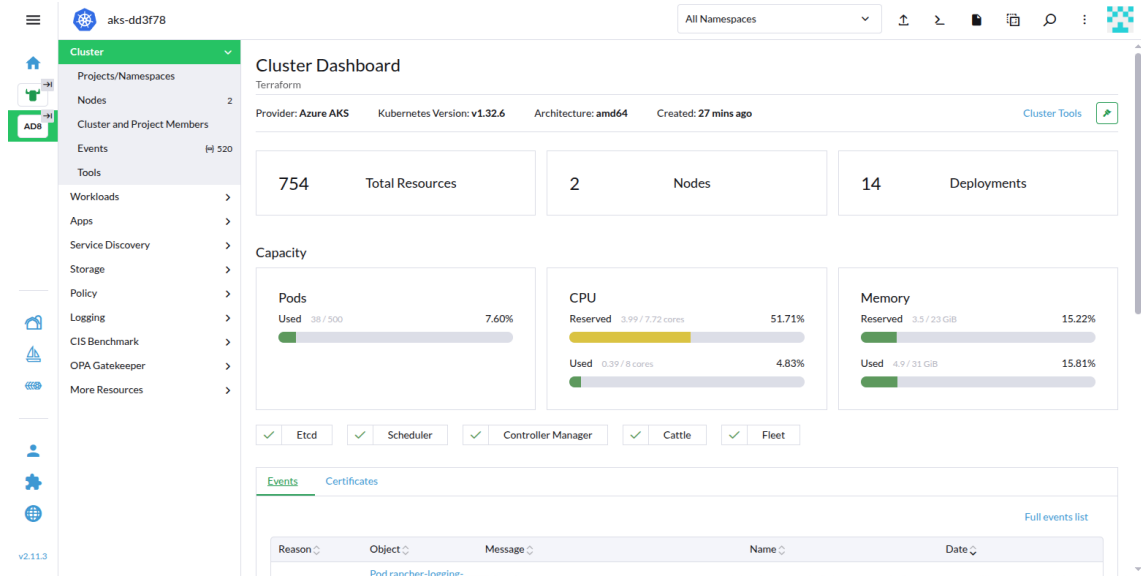 aks-dd3f78
All Namespaces
AD8
v2.11.3
Cluster
Projects/Namespaces
Nodes 2
Cluster and Project Members
Events 520
Tools
Workloads
Apps
Service Discovery
Storage
Policy
Logging
CIS Benchmark
OPA Gatekeeper
More Resources
Cluster Dashboard
Terraform
Provider: Azure AKS Kubernetes Version: v1.32.6 Architecture: amd64 Created: 27 mins ago Cluster Tools
754 Total Resources
2 Nodes
14 Deployments
Capacity
Pods
Used 38 / 500 7.60%
CPU
Reserved 3.99 / 7.72 cores 51.71%
Used 0.39 / 8 cores 4.83%
Memory
Reserved 3.5 / 23 GiB 15.22%
Used 4.9 / 31 GiB 15.81%
Etcd Scheduler Controller Manager Cattle Fleet
Events Certificates
Full events list
Reason Object Message Name Date
Pod rancher-logging-